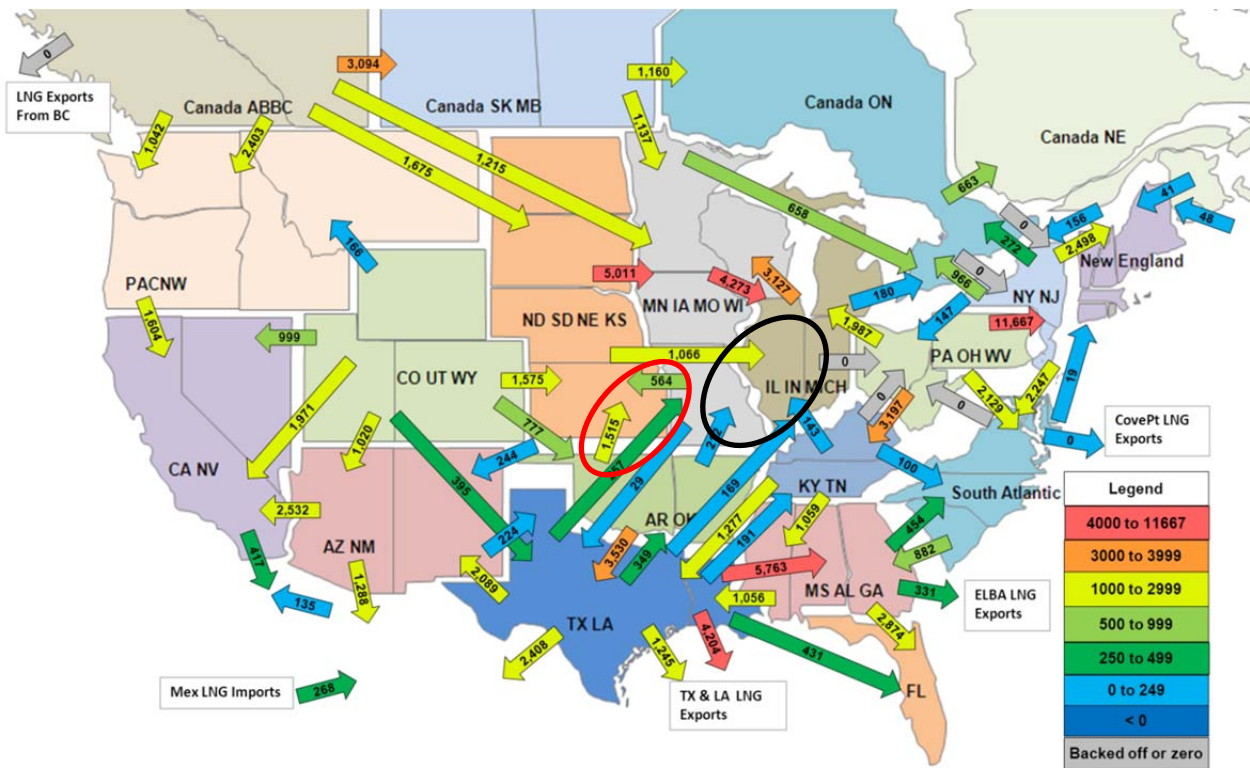 0
3,094
1,160
LNG Exports
From BC
Canada ABBC
Canada SK MB
Canada ON
Canada NE
1,042
2,403
1,675
1,215
1,137
658
663
41
48
156
0
272
2,498
New England
0
966
166
PACNW
5,011
4,273
3,127
180
147
NY NJ
MN IA MO WI
ND SD NE KS
1,604
999
1,987
11,667
PA OH WV
1,066
0
CO UT WY
1,575
564
IL IN MICH
1,971
1,020
777
1,515
0
3,197
0
2,129
2,247
19
CovePt LNG
Exports
0
143
244
395
29
169
KY TN
100
South Atlantic
CA NV
2,532
AZ NM
224
AR OK
1,277
191
1,059
454
882
417
135
1,288
2,089
3,530
349
5,763
MS AL GA
331
ELBA LNG
Exports
1,056
TX LA
2,408
1,245
4,204
431
2,874
FL
Mex LNG Imports
268
TX & LA LNG
Exports
Legend
4000 to 11667
3000 to 3999
1000 to 2999
500 to 999
250 to 499
0 to 249
< 0
Backed off or zero